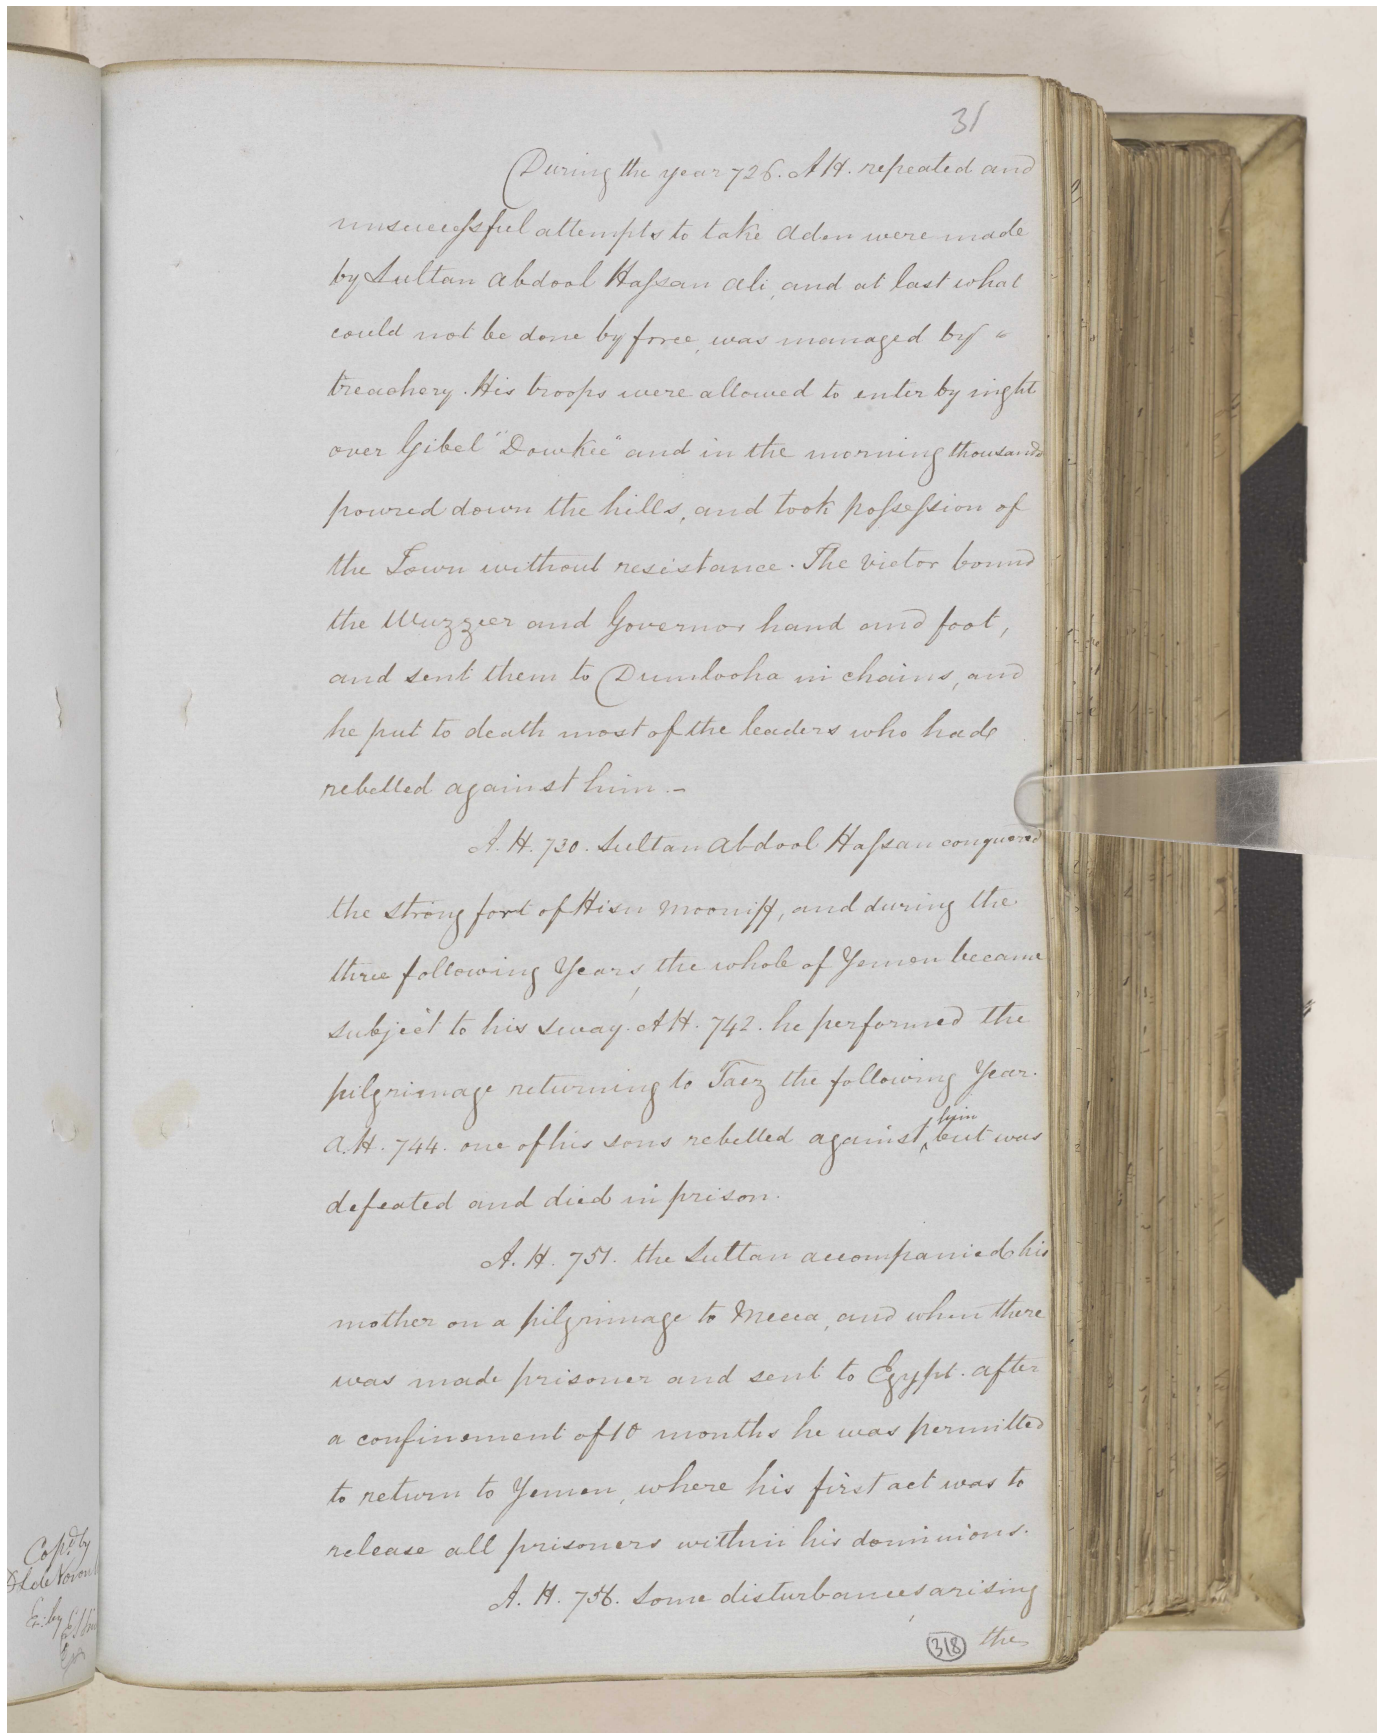 31
During the year 726. A.H. repeated and
unsuccessful attempts to take Aden were made
by Sultan Abdool Hassan Ali, and at last what
could not be done by force, was managed by "
treachery. His troops were allowed to enter by night
over Gibel "Dowkie" and in the morning thousands
poured down the hills, and took possession of
the Town without resistance. The victor bound
the Wuzzeer and Governor hand and foot,
and sent them to Dumlooha in chains, and
he put to death most of the leaders who had
rebelled against him.-
A.H. 730. Sultan Abdool Hassan conquered
the strong fort of Hisn Mooniff, and during the
three following Years, the whole of Yemen became
subject to his sway. A.H. 742. he performed the
pilgrimage returning to Taez the following Year.
A.H. 744. one of his sons rebelled against him but was
defeated and died in prison.
A.H. 751. the Sultan accompanied his
mother on a pilgrimage to Mecca, and when there
was made prisoner and sent to Egypt. after
a confinement of 10 months he was permitted
to return to Yemen, where his first act was to
release all prisoners within his dominions.
A.H. 756. Some disturbances arising
318 the
Cop.d by